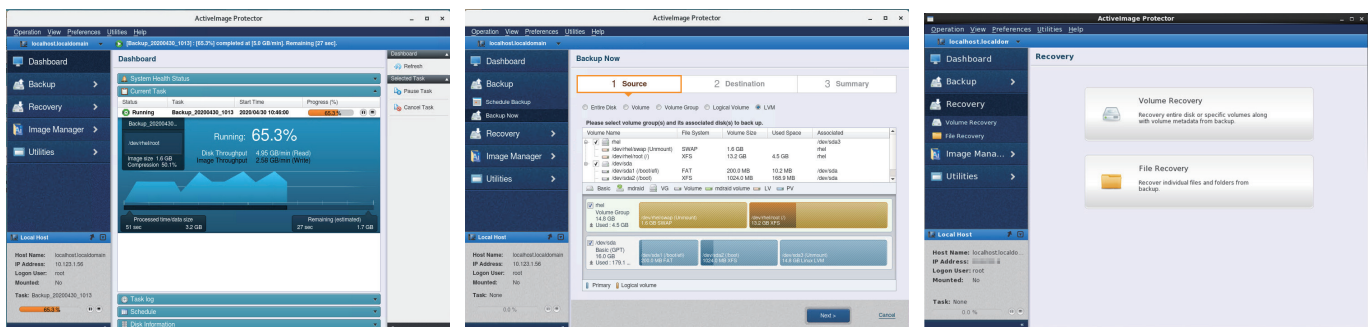 ActiveImage Protector
Operation View Preferences Utilities Help
localhost.localdomain
[Backup_20200430_1013] : [65.3%] completed at [5.0 GB/min]. Remaining [27 sec].
Dashboard
Backup
Recovery
Image Manager
Utilities
Dashboard
System Health Status
Current Task
Status Task Start Time Progress (%)
Running Backup_20200430_1013 2020/04/30 10:46:00 65.3%
Backup_20200430...
/dev/rhel/root
Image size 1.6 GB
Compression 50.1%
Running: 65.3%
Disk Throughput 4.95 GB/min (Read)
Image Throughput 2.56 GB/min (Write)
Processed time/data size
51 sec 3.2 GB
Remaining (estimated)
27 sec 1.7 GB
Task log
Schedule
Disk Information
Dashboard
Refresh
Selected Task
Pause Task
Cancel Task
Local Host
Host Name: localhost.localdomain
IP Address: 10.123.1.56
Logon User: root
Mounted: No
Task: Backup_20200430_1013
65.3%
ActiveImage Protector
Operation View Preferences Utilities Help
localhost.localdomain
Dashboard
Backup
Schedule Backup
Backup Now
Recovery
Image Manager
Utilities
Backup Now
1 Source 2 Destination 3 Summary
Entire Disk Volume Volume Group Logical Volume LVM
Please select volume group(s) and its associated disk(s) to back up.
Volume Name File System Volume Size Used Space Associated
rhel /dev/sda3
/dev/rhel/swap (Unmount) SWAP 1.6 GB rhel
/dev/rhel/root (/) XFS 13.2 GB 4.5 GB rhel
/dev/sda
/dev/sda1 (/boot/efi) FAT 200.0 MB 10.2 MB /dev/sda
/dev/sda2 (/boot) XFS 1024.0 MB 168.9 MB /dev/sda
Basic mdraid VG Volume mdraid volume LV PV
rhel
Volume Group
14.8 GB
Used : 4.5 GB
/dev/rhel/swap (Unmount)
1.6 GB SWAP
/dev/rhel/root (/)
13.2 GB XFS
/dev/sda
Basic (GPT)
16.0 GB
Used : 179.1 ..
/dev/sda1 (/boot/efi)
200.0 MB FAT
/dev/sda2 (/boot)
1024.0 MB XFS
/dev/sda3 (Unmount)
14.8 GB Linux LVM
Primary Logical volume
Next > Cancel
Local Host
Host Name: localhost.localdomain
IP Address: 10.123.1.56
Logon User: root
Mounted: No
Task: None
0.0 %
ActiveImage Protector
Operation View Preferences Utilities Help
localhost.localdon
Dashboard
Backup
Recovery
Volume Recovery
File Recovery
Image Mana...
Utilities
Recovery
Volume Recovery
Recover entire disk or specific volumes along
with volume metadata from backup.
File Recovery
Recover individual files and folders from
backup.
Local Host
Host Name: localhost.localdo...
IP Address:
Logon User: root
Mounted: No
Task: None
0.0 %